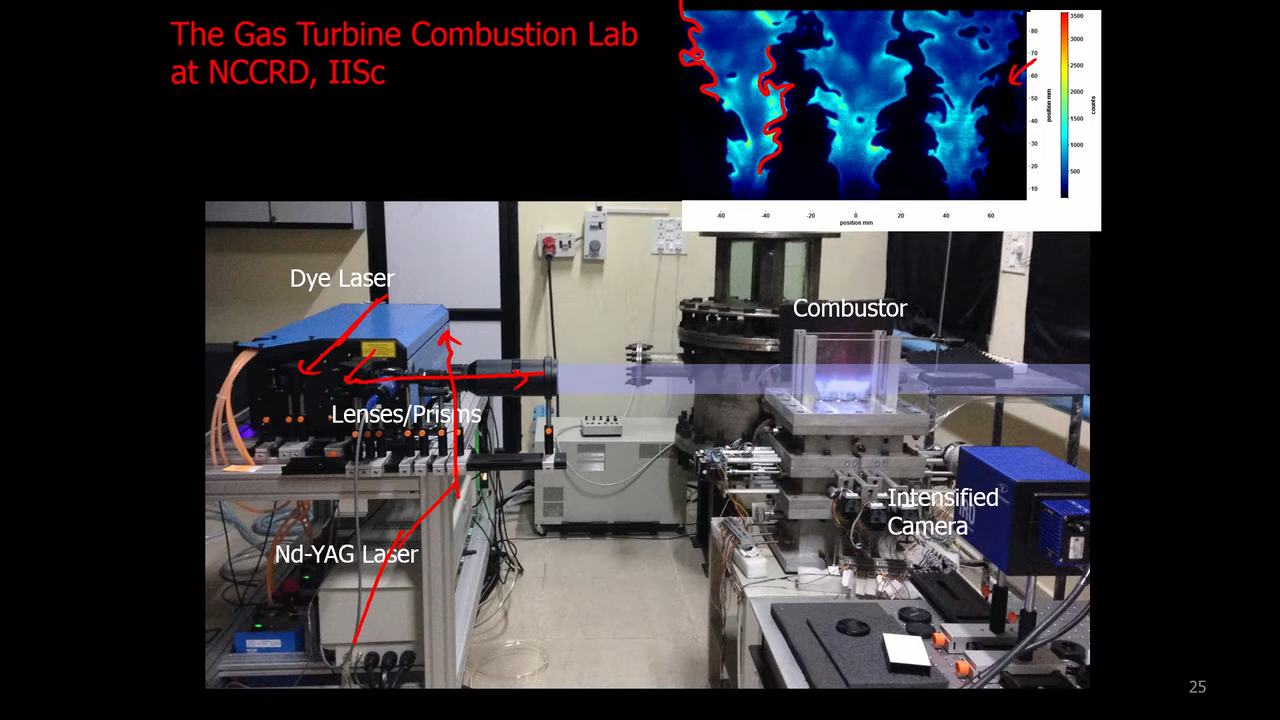 The Gas Turbine Combustion Lab
at NCCRD, IISc
3500
3000
2500
2000
1500
1000
500
counts
80
70
60
50
40
30
20
10
position mm
-60
-40
-20
0
20
40
60
position mm
Dye Laser
Combustor
Lenses/Prisms
Intensified
Camera
Nd-YAG Laser
25